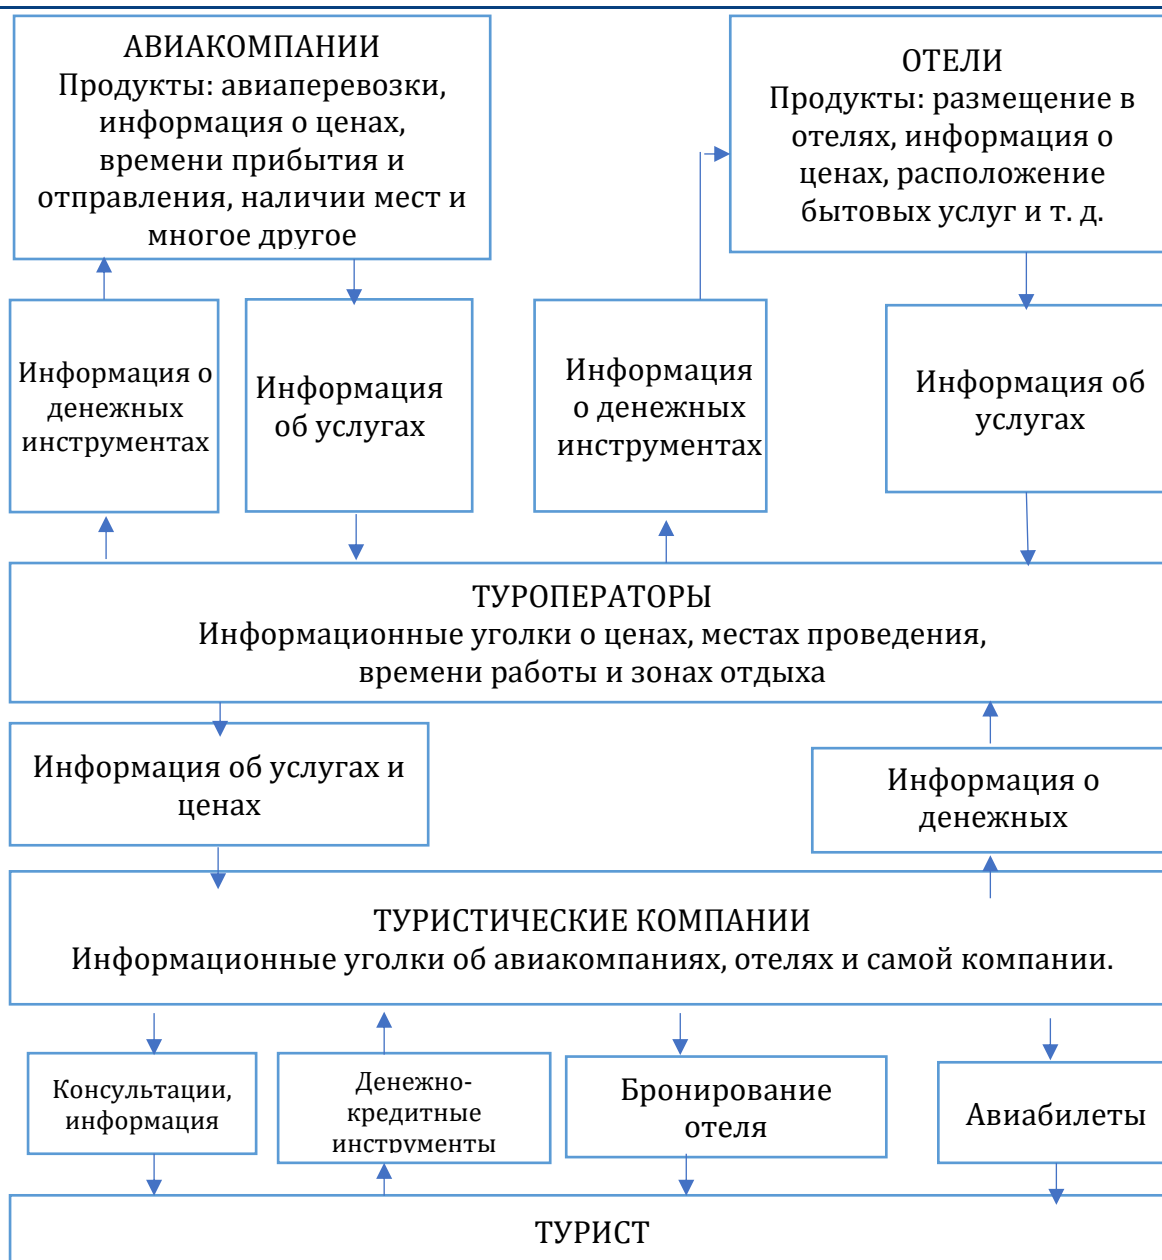 АВИАКОМПАНИИ
Продукты: авиаперевозки,
информация о ценах,
времени прибытия и
отправления, наличии мест и
многое другое
ОТЕЛИ
Продукты: размещение в
отелях, информация о
ценах, расположение
бытовых услуг и т. д.
Информация о
денежных
инструментах
Информация
об услугах
Информация
о денежных
инструментах
Информация об
услугах
ТУРОПЕРАТОРЫ
Информационные уголки о ценах, местах проведения,
времени работы и зонах отдыха
Информация об услугах и
ценах
Информация о
денежных
ТУРИСТИЧЕСКИЕ КОМПАНИИ
Информационные уголки об авиакомпаниях, отелях и самой компании.
Консультации,
информация
Денежно-
кредитные
инструменты
Бронирование
отеля
Авиабилеты
ТУРИСТ